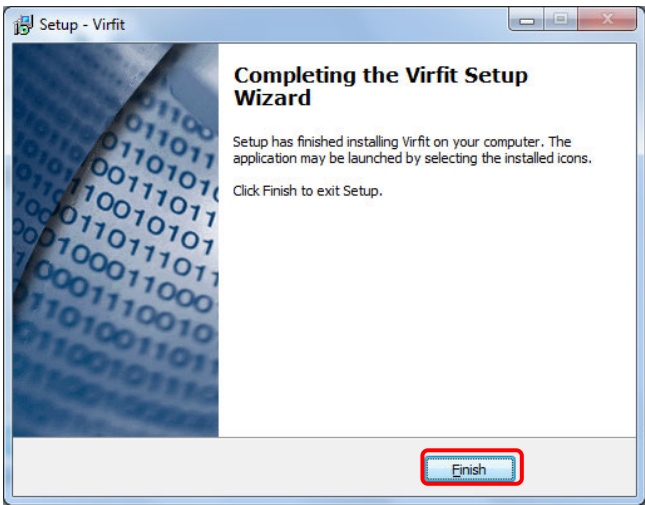 Setup - Virfit
Completing the Virfit Setup
Wizard
Setup has finished installing Virfit on your computer. The
application may be launched by selecting the installed icons.
Click Finish to exit Setup.
Finish